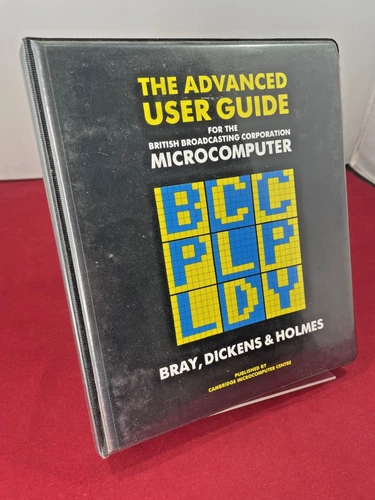 THE ADVANCED
USER GUIDE
FOR THE
BRITISH BROADCASTING CORPORATION
MICROCOMPUTER
BCC
PLP
LDY
BRAY, DICKENS & HOLMES
PUBLISHED BY
CAMBRIDGE MICROCOMPUTER CENTRE